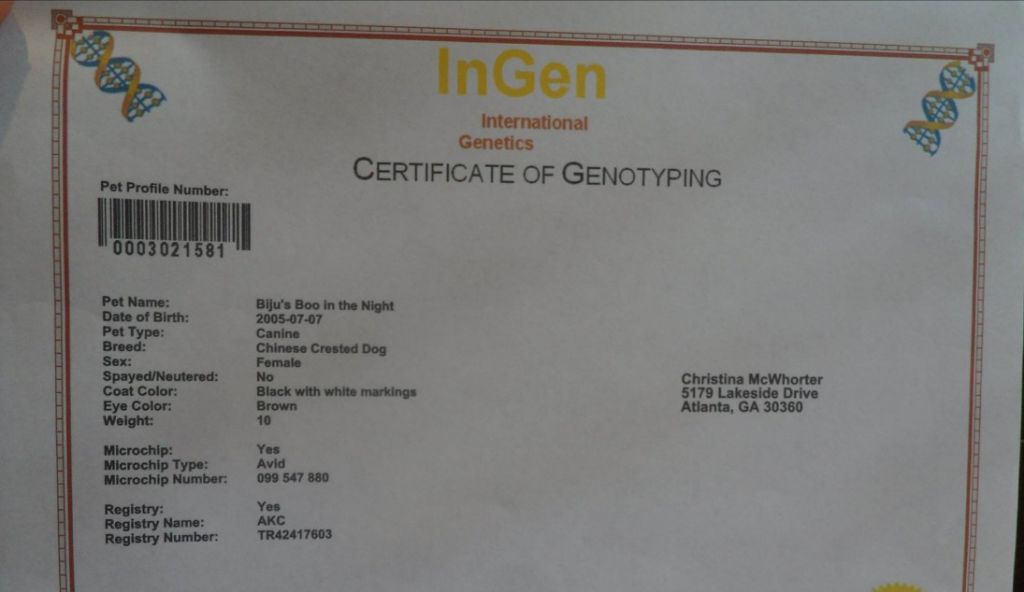 InGen
International
Genetics
CERTIFICATE OF GENOTYPING
Pet Profile Number:
0003021581
Pet Name: Biju's Boo in the Night
Date of Birth: 2005-07-07
Pet Type: Canine
Breed: Chinese Crested Dog
Sex: Female
Spayed/Neutered: No
Coat Color: Black with white markings
Eye Color: Brown
Weight: 10
Christina McWhorter
5179 Lakeside Drive
Atlanta, GA 30360
Microchip: Yes
Microchip Type: Avid
Microchip Number: 099 547 880
Registry: Yes
Registry Name: AKC
Registry Number: TR42417603